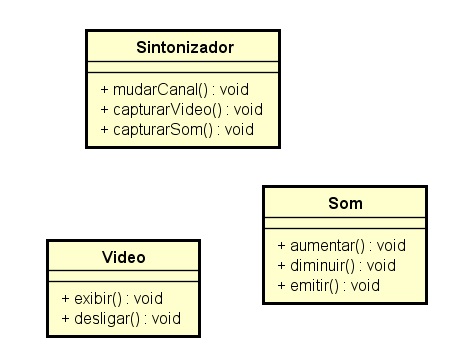 Sintonizador
+ mudarCanal() : void
+ capturarVideo() : void
+ capturarSom() : void
Som
+ aumentar() : void
+ diminuir() : void
+ emitir() : void
Video
+ exibir() : void
+ desligar() : void